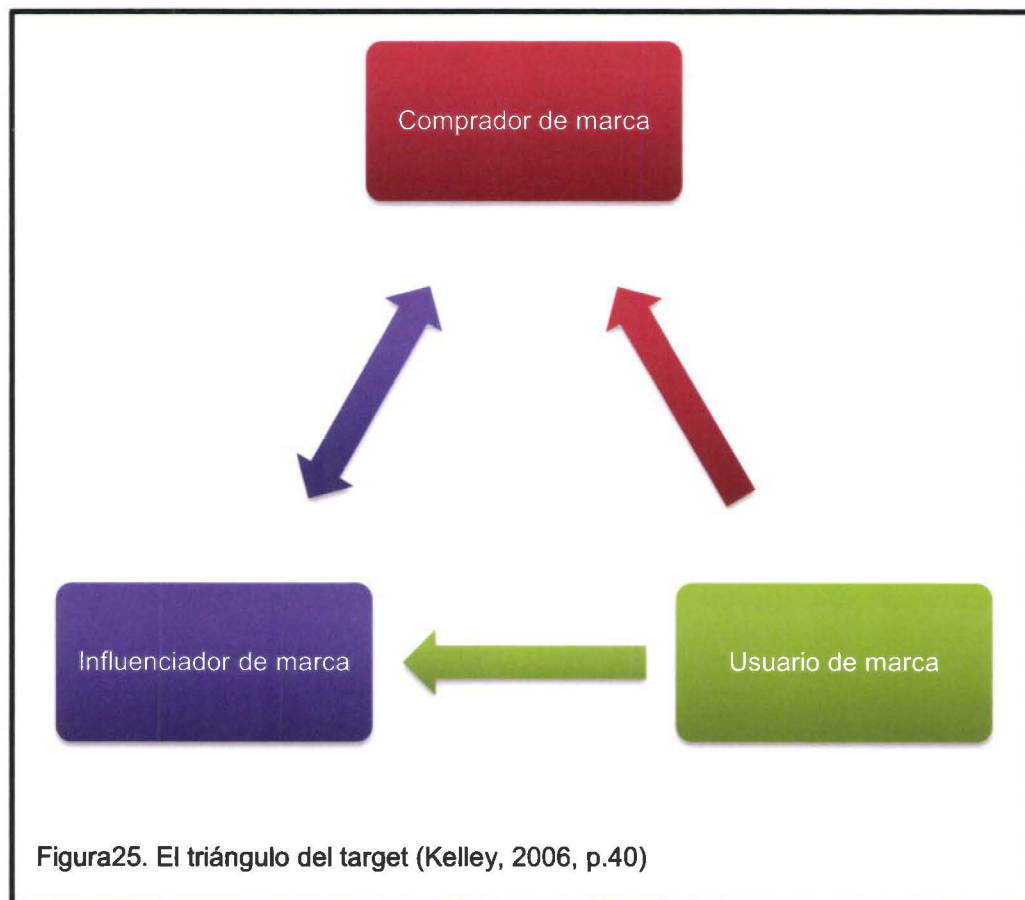 Comprador de marca
Influenciador de marca
Usuario de marca
Figura25. El triángulo del target (Kelley, 2006, p.40)